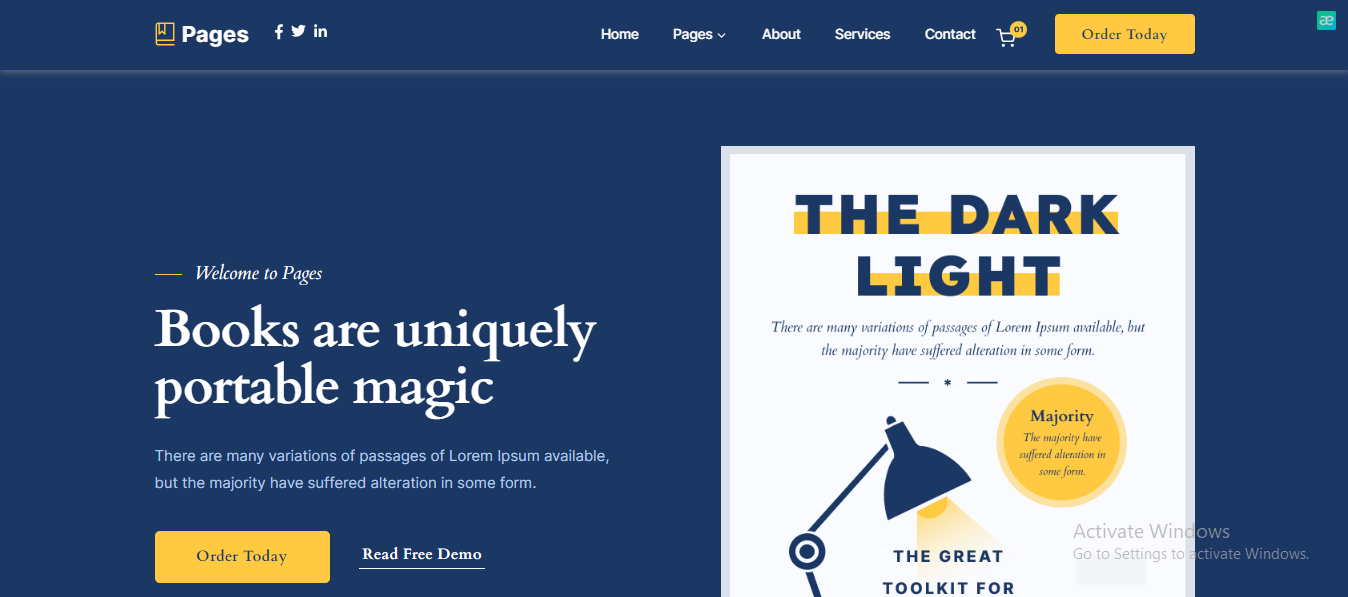 Pages
Home Pages About Services Contact 01 Order Today
æ
Welcome to Pages
Books are uniquely
portable magic
There are many variations of passages of Lorem Ipsum available,
but the majority have suffered alteration in some form.
Order Today Read Free Demo
THE DARK
LIGHT
There are many variations of passages of Lorem Ipsum available, but
the majority have suffered alteration in some form.
*
Majority
The majority have
suffered alteration in
some form.
THE GREAT
TOOLKIT FOR
Activate Windows
Go to Settings to activate Windows.